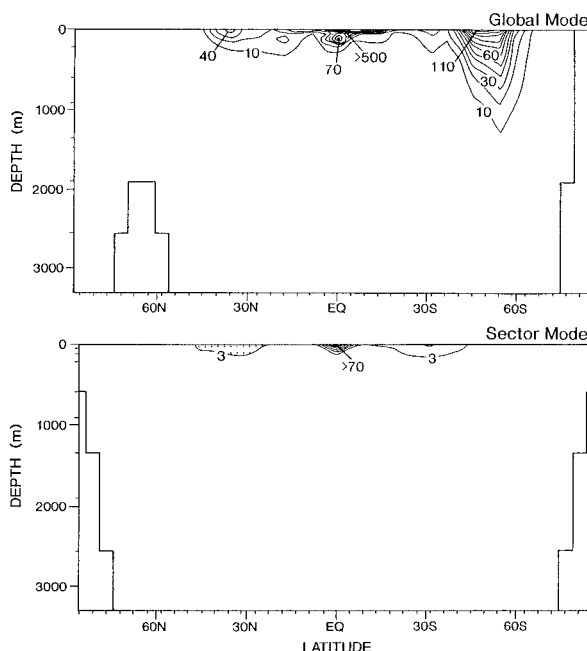 Global Mode
0
40
10
70
>500
110
60
30
10
1000
2000
3000
DEPTH (m)
60N
30N
EQ
30S
60S
Sector Mode
0
3
>70
3
1000
2000
3000
DEPTH (m)
60N
30N
EQ
30S
60S
LATITUDE